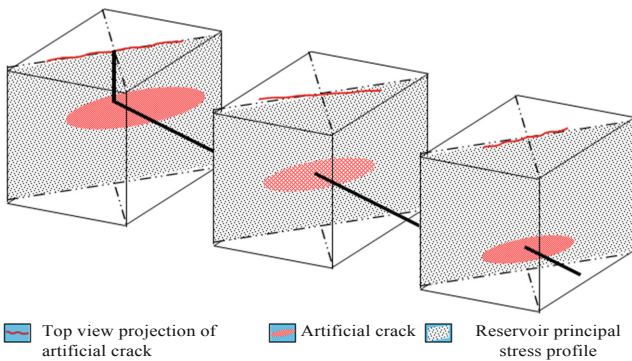 Top view projection of
artificial crack
Artificial crack
Reservoir principal
stress profile